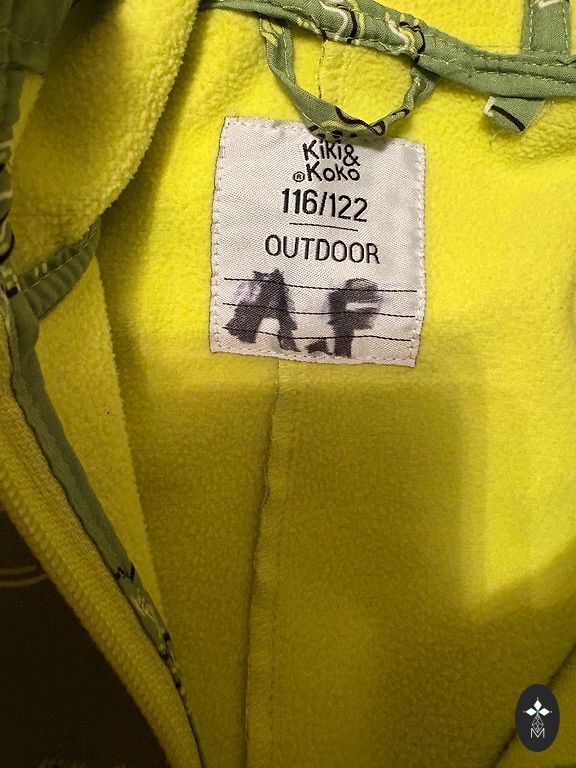 Kiki&
® Koko
116/122
OUTDOOR
A.F
M